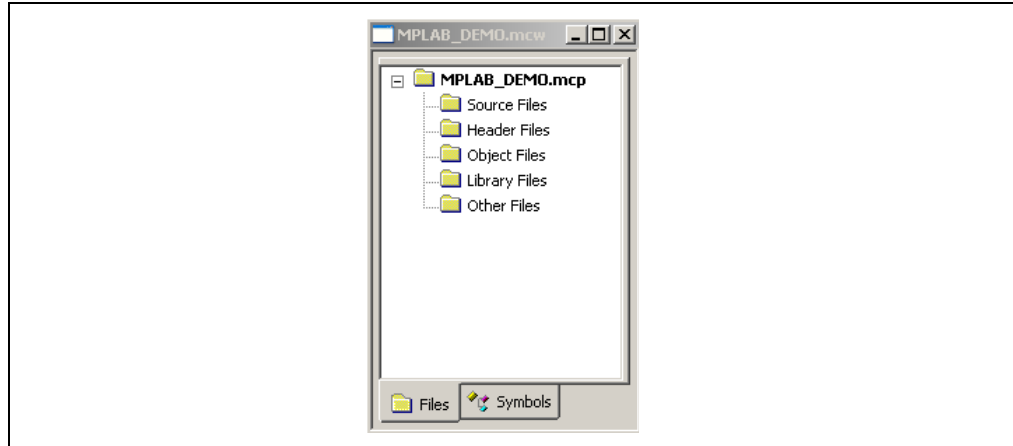 MPLAB_DEMO.mcw
MPLAB_DEMO.mcp
Source Files
Header Files
Object Files
Library Files
Other Files
Files
Symbols